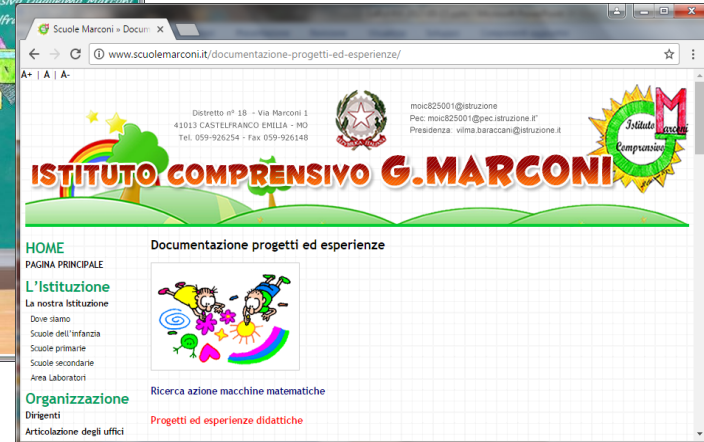 Scuole Marconi » Docum
www.scuolemarconi.it/documentazione-progetti-ed-esperienze/
A+ | A | A-
Distretto n° 18 - Via Marconi 1
41013 CASTELFRANCO EMILIA - MO
Tel. 059-926254 - Fax 059-926148
moic825001@istruzione
Pec: moic825001@pec.istruzione.it"
Presidenza: vilma.baraccani@istruzione.it
Istituto
Comprensivo
Marconi
ISTITUTO COMPRENSIVO G.MARCONI
HOME
PAGINA PRINCIPALE
L'Istituzione
La nostra Istituzione
Dove siamo
Scuole dell'infanzia
Scuole primarie
Scuole secondarie
Area Laboratori
Organizzazione
Dirigenti
Articolazione degli uffici
Documentazione progetti ed esperienze
Ricerca azione macchine matematiche
Progetti ed esperienze didattiche